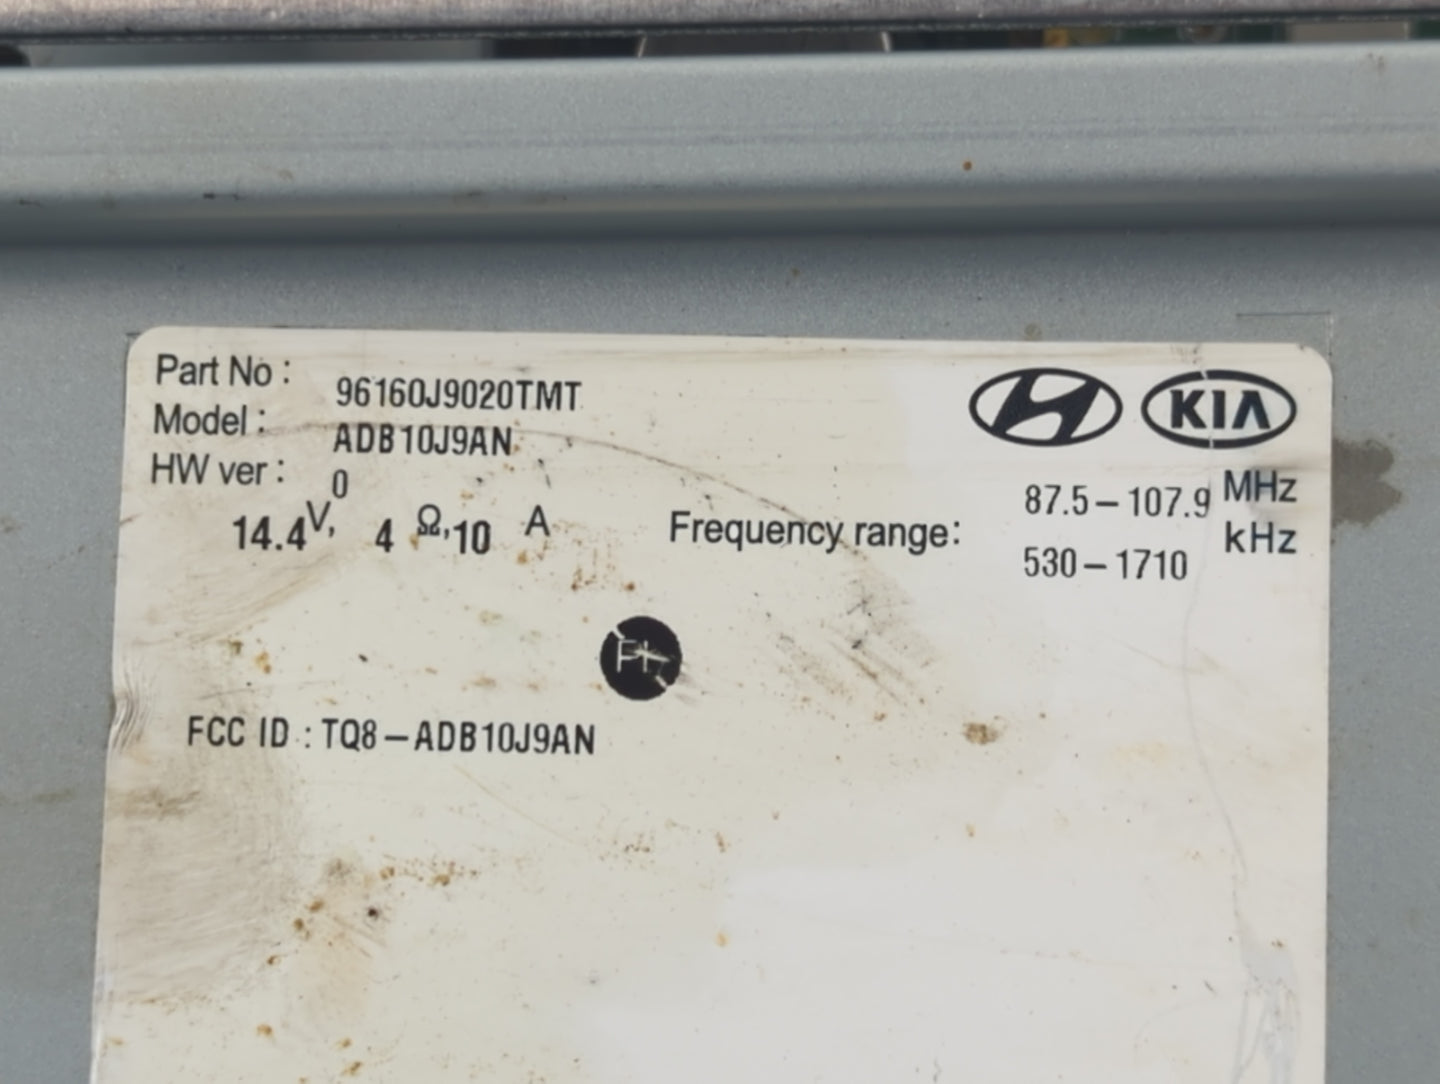 Part No : 96160J9020TMT
KIA
Model : ADB10J9AN
HW ver : 0
87.5-107.9 MHz
14.4V, 4 Ω,10 A
Frequency range:
530-1710 kHz
FCC ID : TQ8-ADB10J9AN